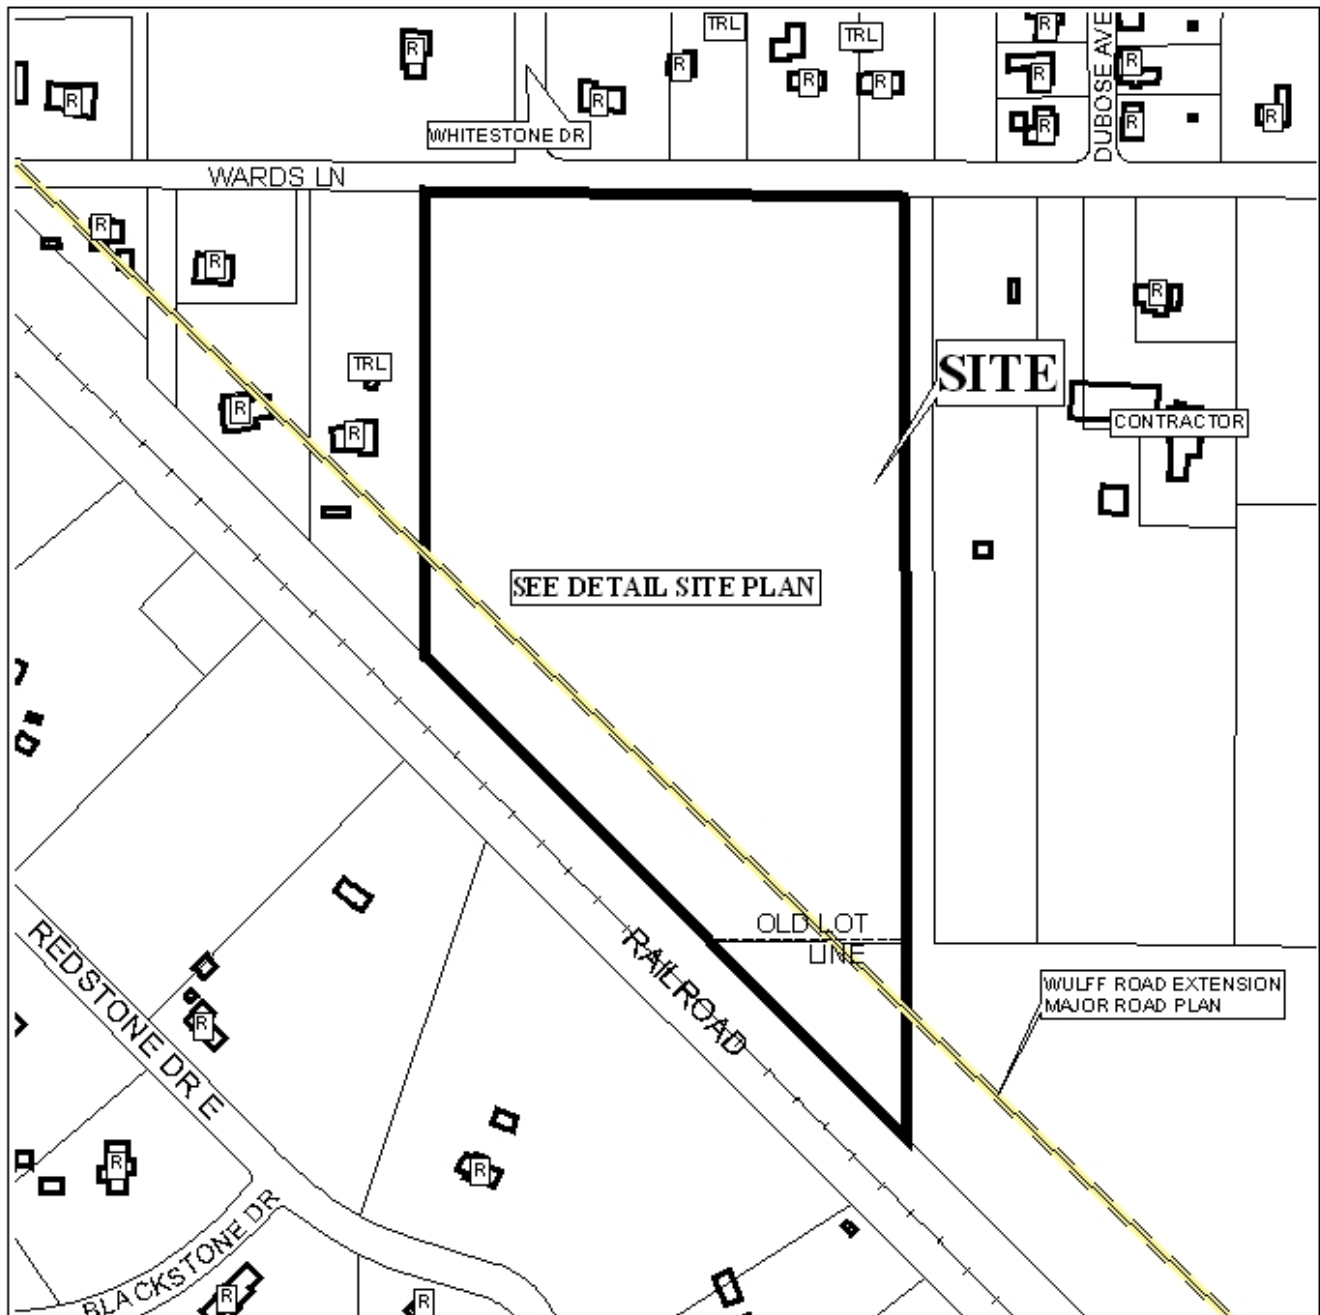 TRL
R
TRL
R
R
DUBOSE AVE
R
R
R
R
R
R
R
R
R
R
WHITESTONE DR
WARDS LN
R
R
R
TRL
SITE
R
CONTRACTOR
R
SEE DETAIL SITE PLAN
OLD LOT
LINE
RAILROAD
WULFF ROAD EXTENSION
MAJOR ROAD PLAN
REDSTONE DR E
R
R
R
BLACKSTONE DR
R
R